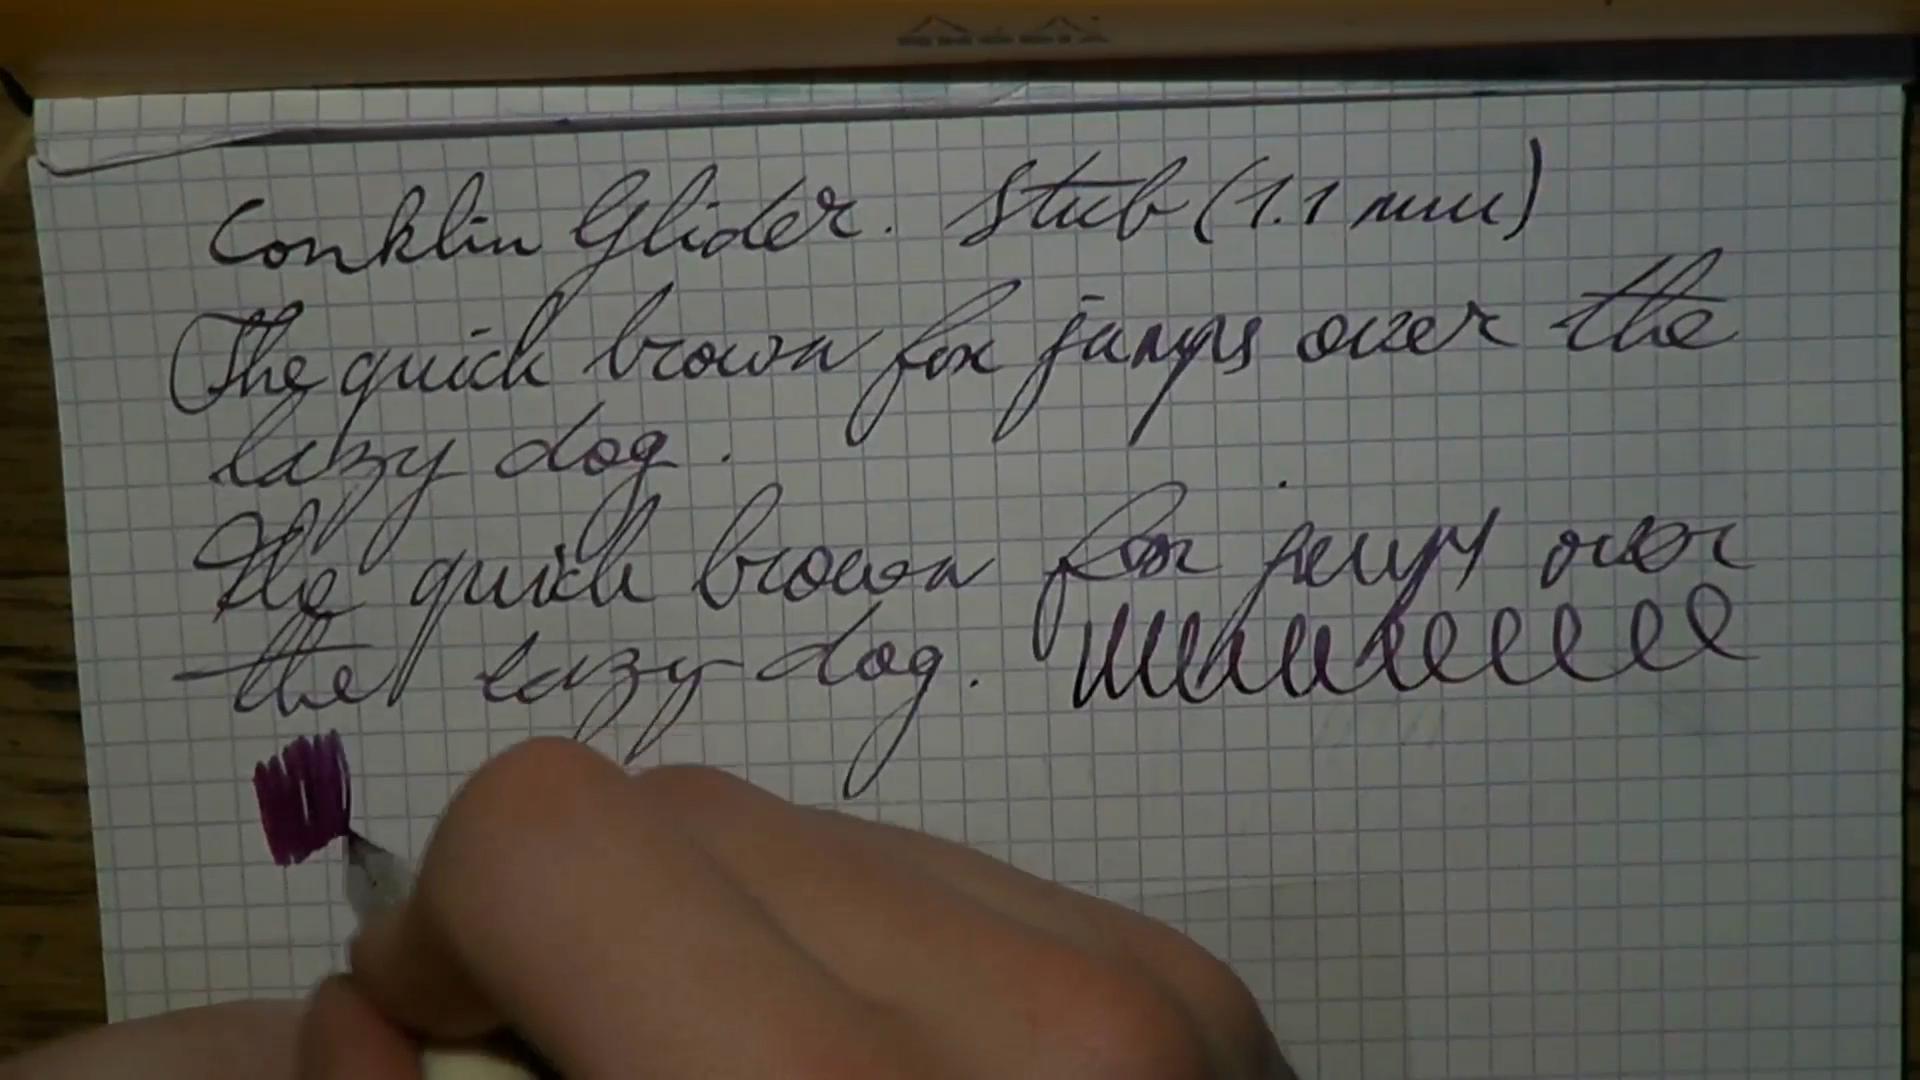 RHODIA
Conklin Glider. Stub (1.1 mm)
The quick brown fox jumps over the
lazy dog.
The quick brown fox jumps over
the lazy dog.